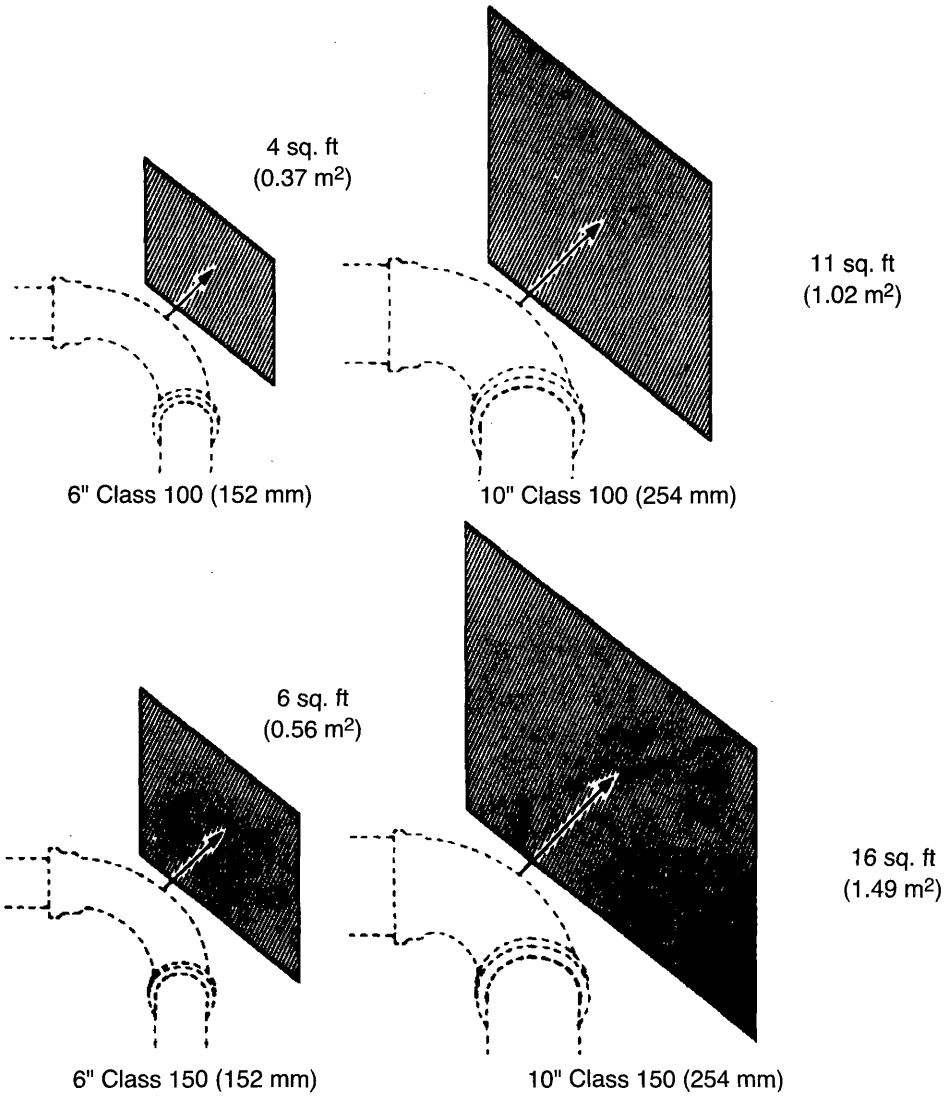 4 sq. ft
(0.37 m²)
11 sq. ft
(1.02 m²)
6" Class 100 (152 mm)
10" Class 100 (254 mm)
6 sq. ft
(0.56 m²)
16 sq. ft
(1.49 m²)
6" Class 150 (152 mm)
10" Class 150 (254 mm)